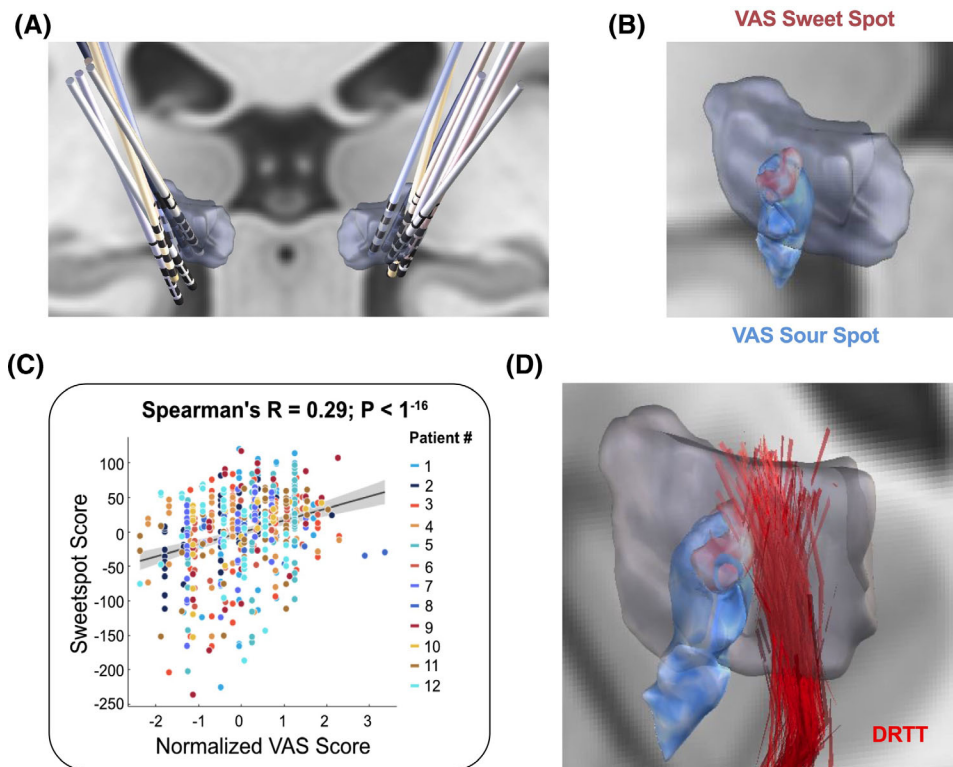 (A)
(B)
VAS Sweet Spot
VAS Sour Spot
(C)
Spearman's R = 0.29; P < 1⁻¹⁶
Patient #
1
2
3
4
5
6
7
8
9
10
11
12
Sweetspot Score
100
50
0
-50
-100
-150
-200
-250
-2
-1
0
1
2
3
Normalized VAS Score
(D)
DRTT